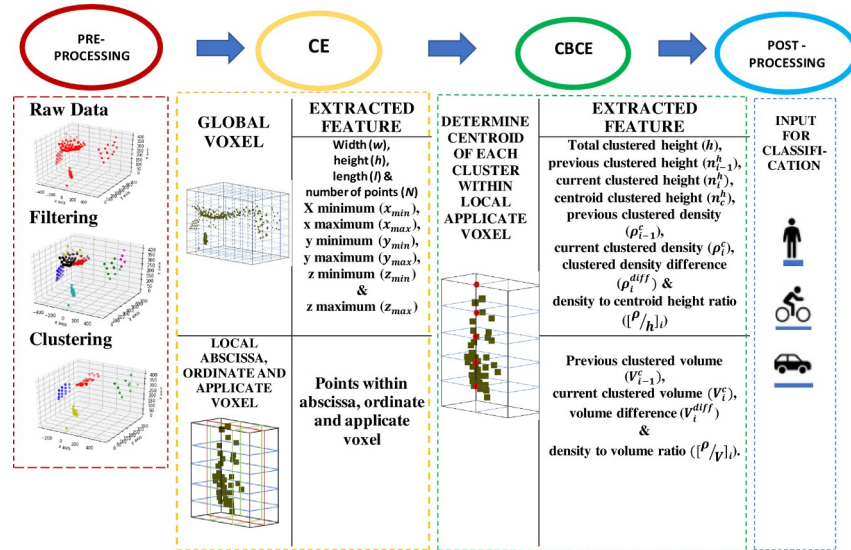 PRE-
PROCESSING
CE
CBCE
POST -
PROCESSING
Raw Data
Filtering
Clustering
GLOBAL
VOXEL
EXTRACTED
FEATURE
Width (w),
height (h),
length (l) &
number of points (N)
X minimum (x_min),
x maximum (x_max),
y minimum (y_min),
y maximum (y_max),
z minimum (z_min)
&
z maximum (z_max)
LOCAL
ABSCISSA,
ORDINATE AND
APPLICATE
VOXEL
Points within
abscissa, ordinate
and applicate
voxel
DETERMINE
CENTROID
OF EACH
CLUSTER
WITHIN
LOCAL
APPLICATE
VOXEL
EXTRACTED
FEATURE
Total clustered height (h),
previous clustered height (n^h_{i-1}),
current clustered height (n^h_i),
centroid clustered height (n^h_c),
previous clustered density
(ρ^c_{i-1}),
current clustered density (ρ^c_i),
clustered density difference
(ρ^{diff}_i) &
density to centroid height ratio
([ρ/h]_i)
Previous clustered volume
(V^c_{i-1}),
current clustered volume (V^c_i),
volume difference (V^{diff}_i)
&
density to volume ratio ([ρ/V]_i).
INPUT
FOR
CLASSIFI-
CATION